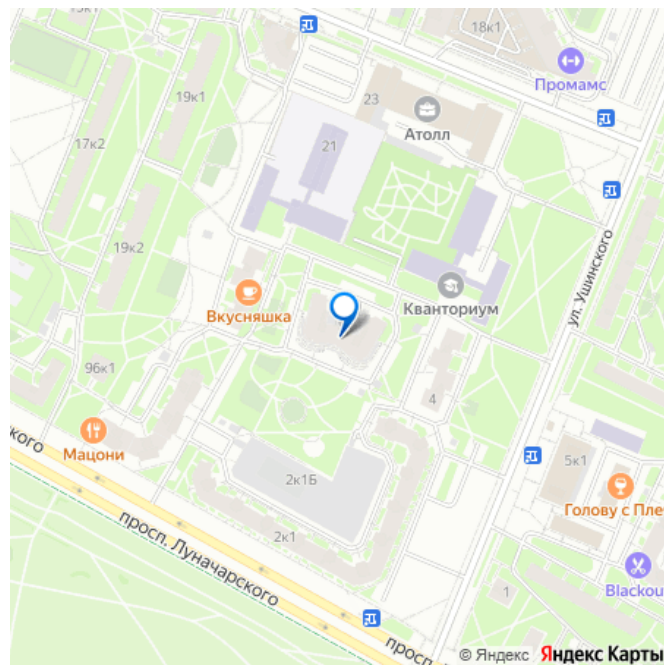 18к1
Промамс
19к1
23
Атолл
17к2
21
19к2
ул. Ушинского
Вкусняшка
Кванториум
96к1
4
Мацони
ского
2к1Б
5к1
Голову с Пле
2к1
просп. Луначарского
1
Blackou
просп
© Яндекс Яндекс Карты